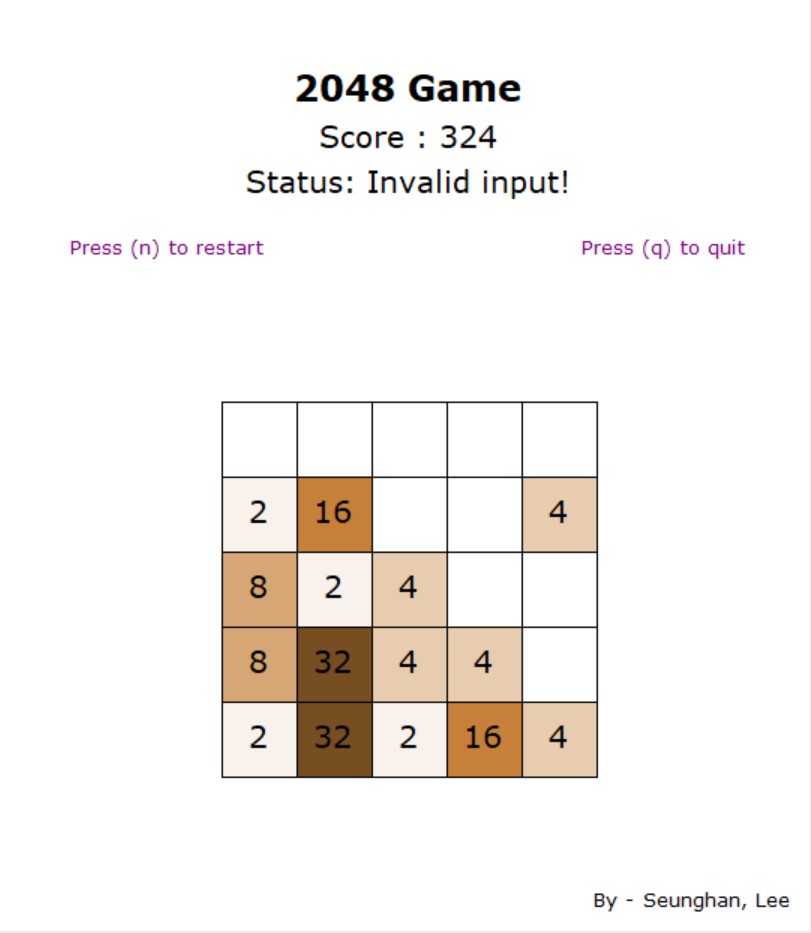 2048 Game
Score : 324
Status: Invalid input!
Press (n) to restart Press (q) to quit
2 16 4
8 2 4
8 32 4 4
2 32 2 16 4
By - Seunghan, Lee